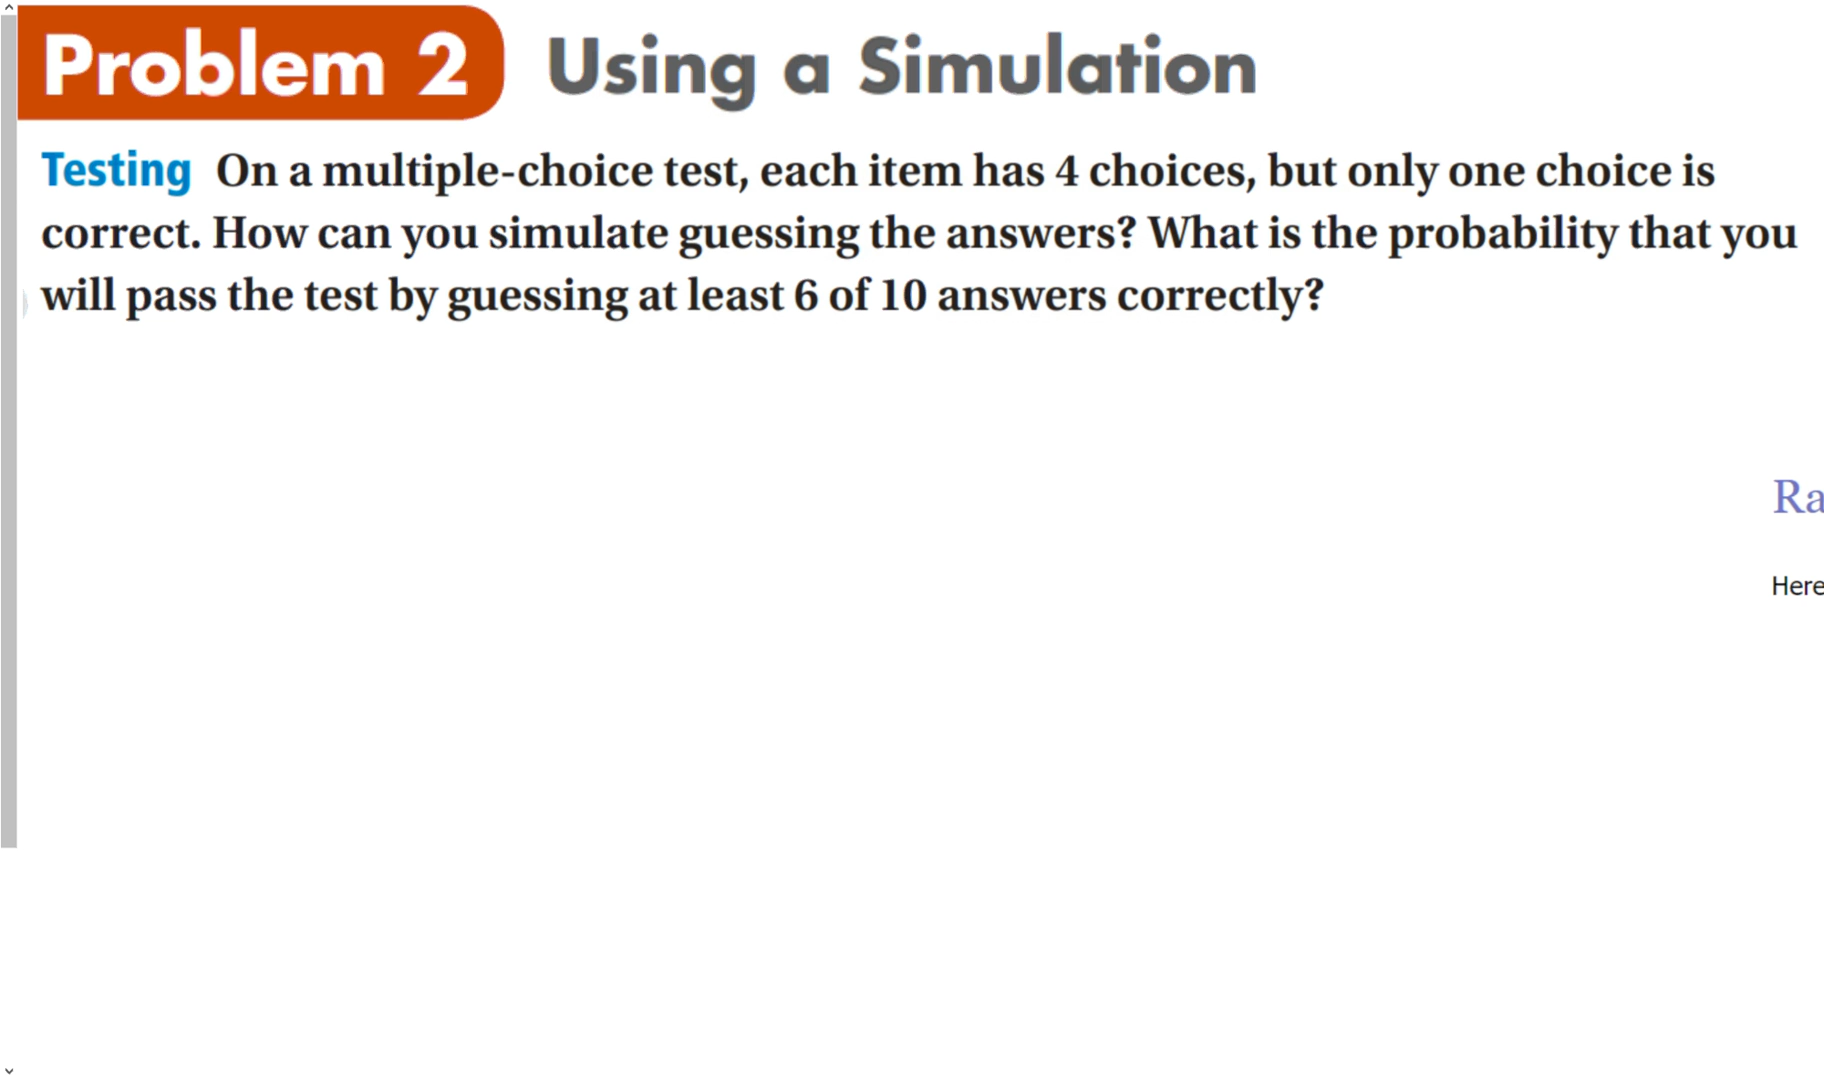 Problem 2 Using a Simulation
Testing On a multiple-choice test, each item has 4 choices, but only one choice is
correct. How can you simulate guessing the answers? What is the probability that you
will pass the test by guessing at least 6 of 10 answers correctly?
Ra
Here